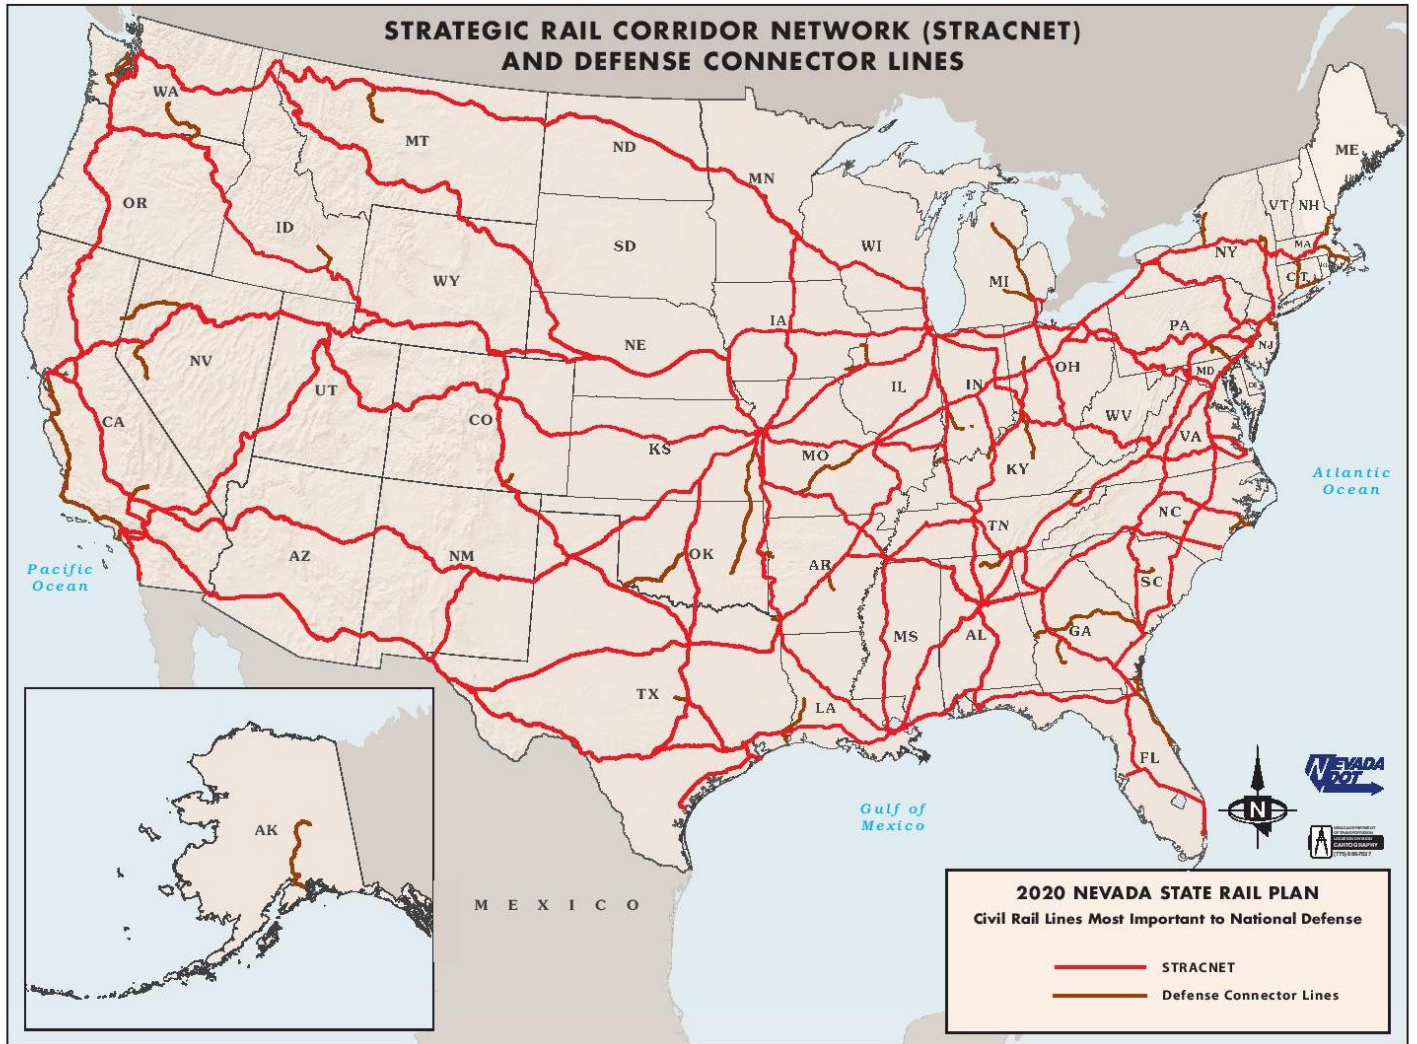 STRATEGIC RAIL CORRIDOR NETWORK (STRACNET)
AND DEFENSE CONNECTOR LINES
WA
MT
ND
MN
ME
OR
ID
SD
WI
VT
NH
WY
MI
NY
MA
CT
IA
NE
PA
NJ
NV
UT
IL
IN
OH
MD
DE
CA
CO
KS
MO
WV
KY
VA
AZ
NM
OK
AR
TN
NC
SC
MS
AL
GA
TX
LA
FL
Pacific
Ocean
Atlantic
Ocean
Gulf of
Mexico
MEXICO
AK
N
NEVADA
DOT
CARTOGRAPHY
2020 NEVADA STATE RAIL PLAN
Civil Rail Lines Most Important to National Defense
STRACNET
Defense Connector Lines